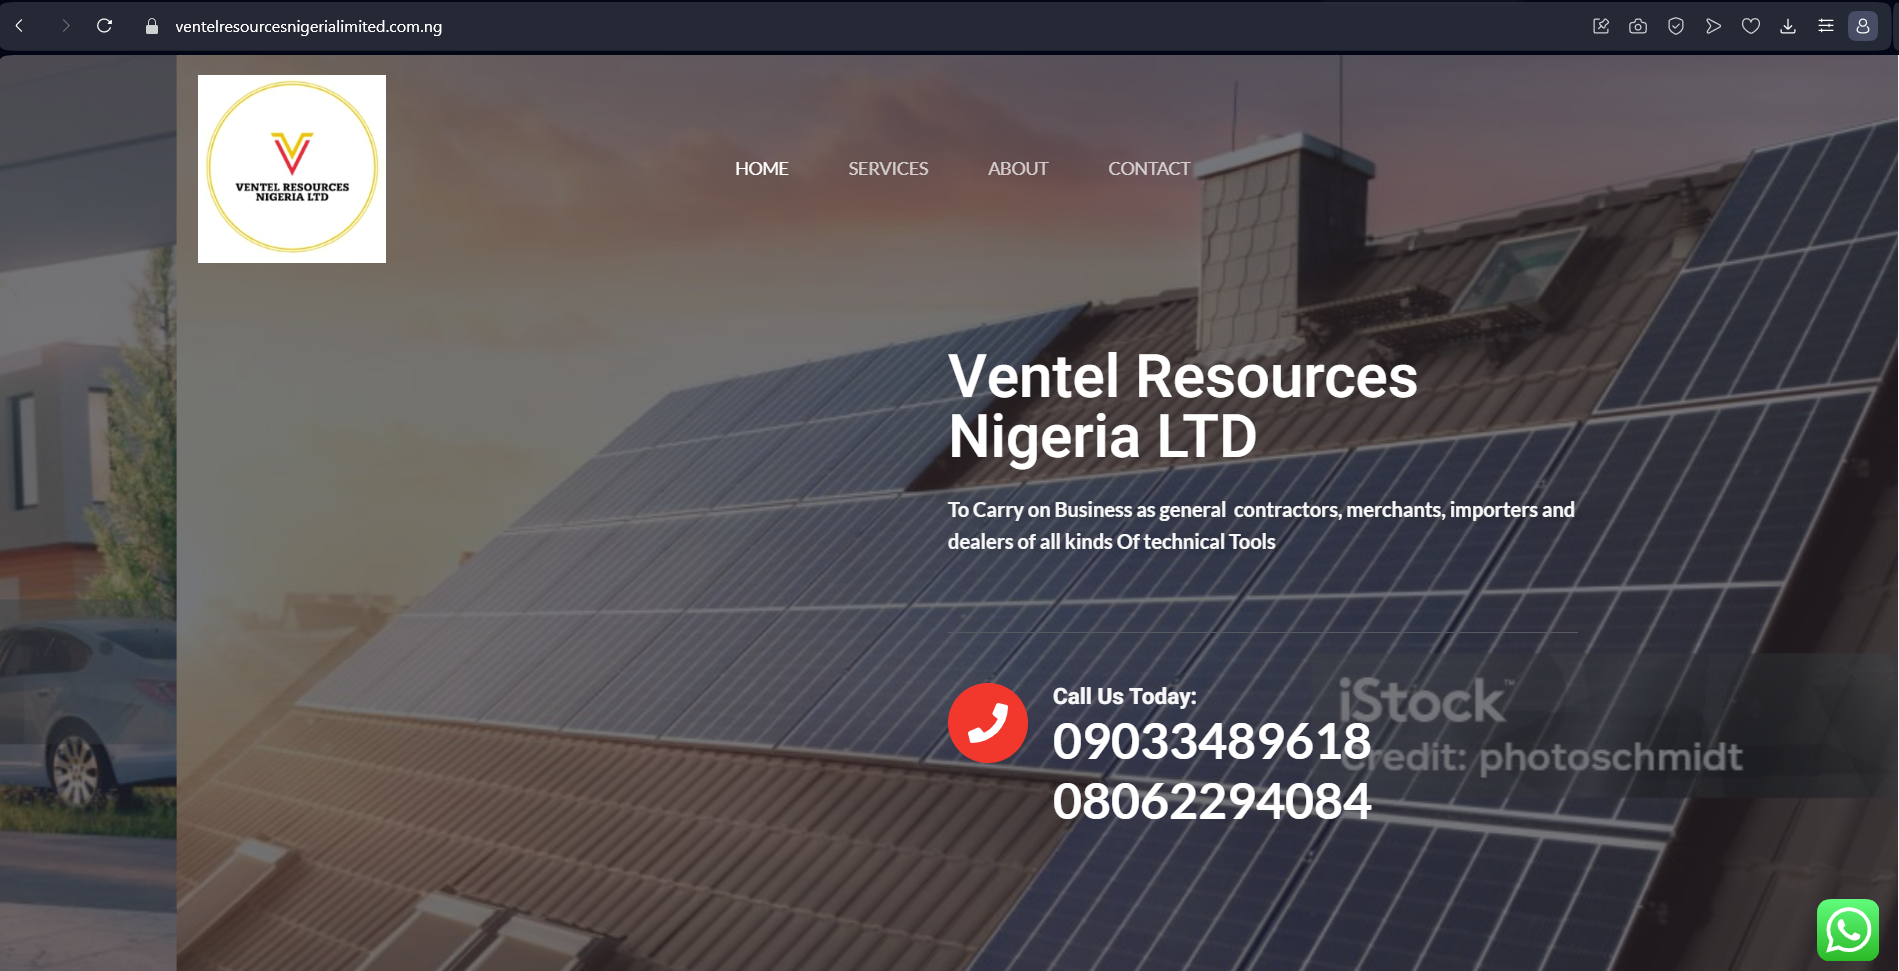 ventelresourcesnigerialimited.com.ng
VENTEL RESOURCES
NIGERIA LTD
HOME
SERVICES
ABOUT
CONTACT
Ventel Resources
Nigeria LTD
To Carry on Business as general contractors, merchants, importers and
dealers of all kinds Of technical Tools
Call Us Today:
09033489618
08062294084
iStock™
Credit: photoschmidt